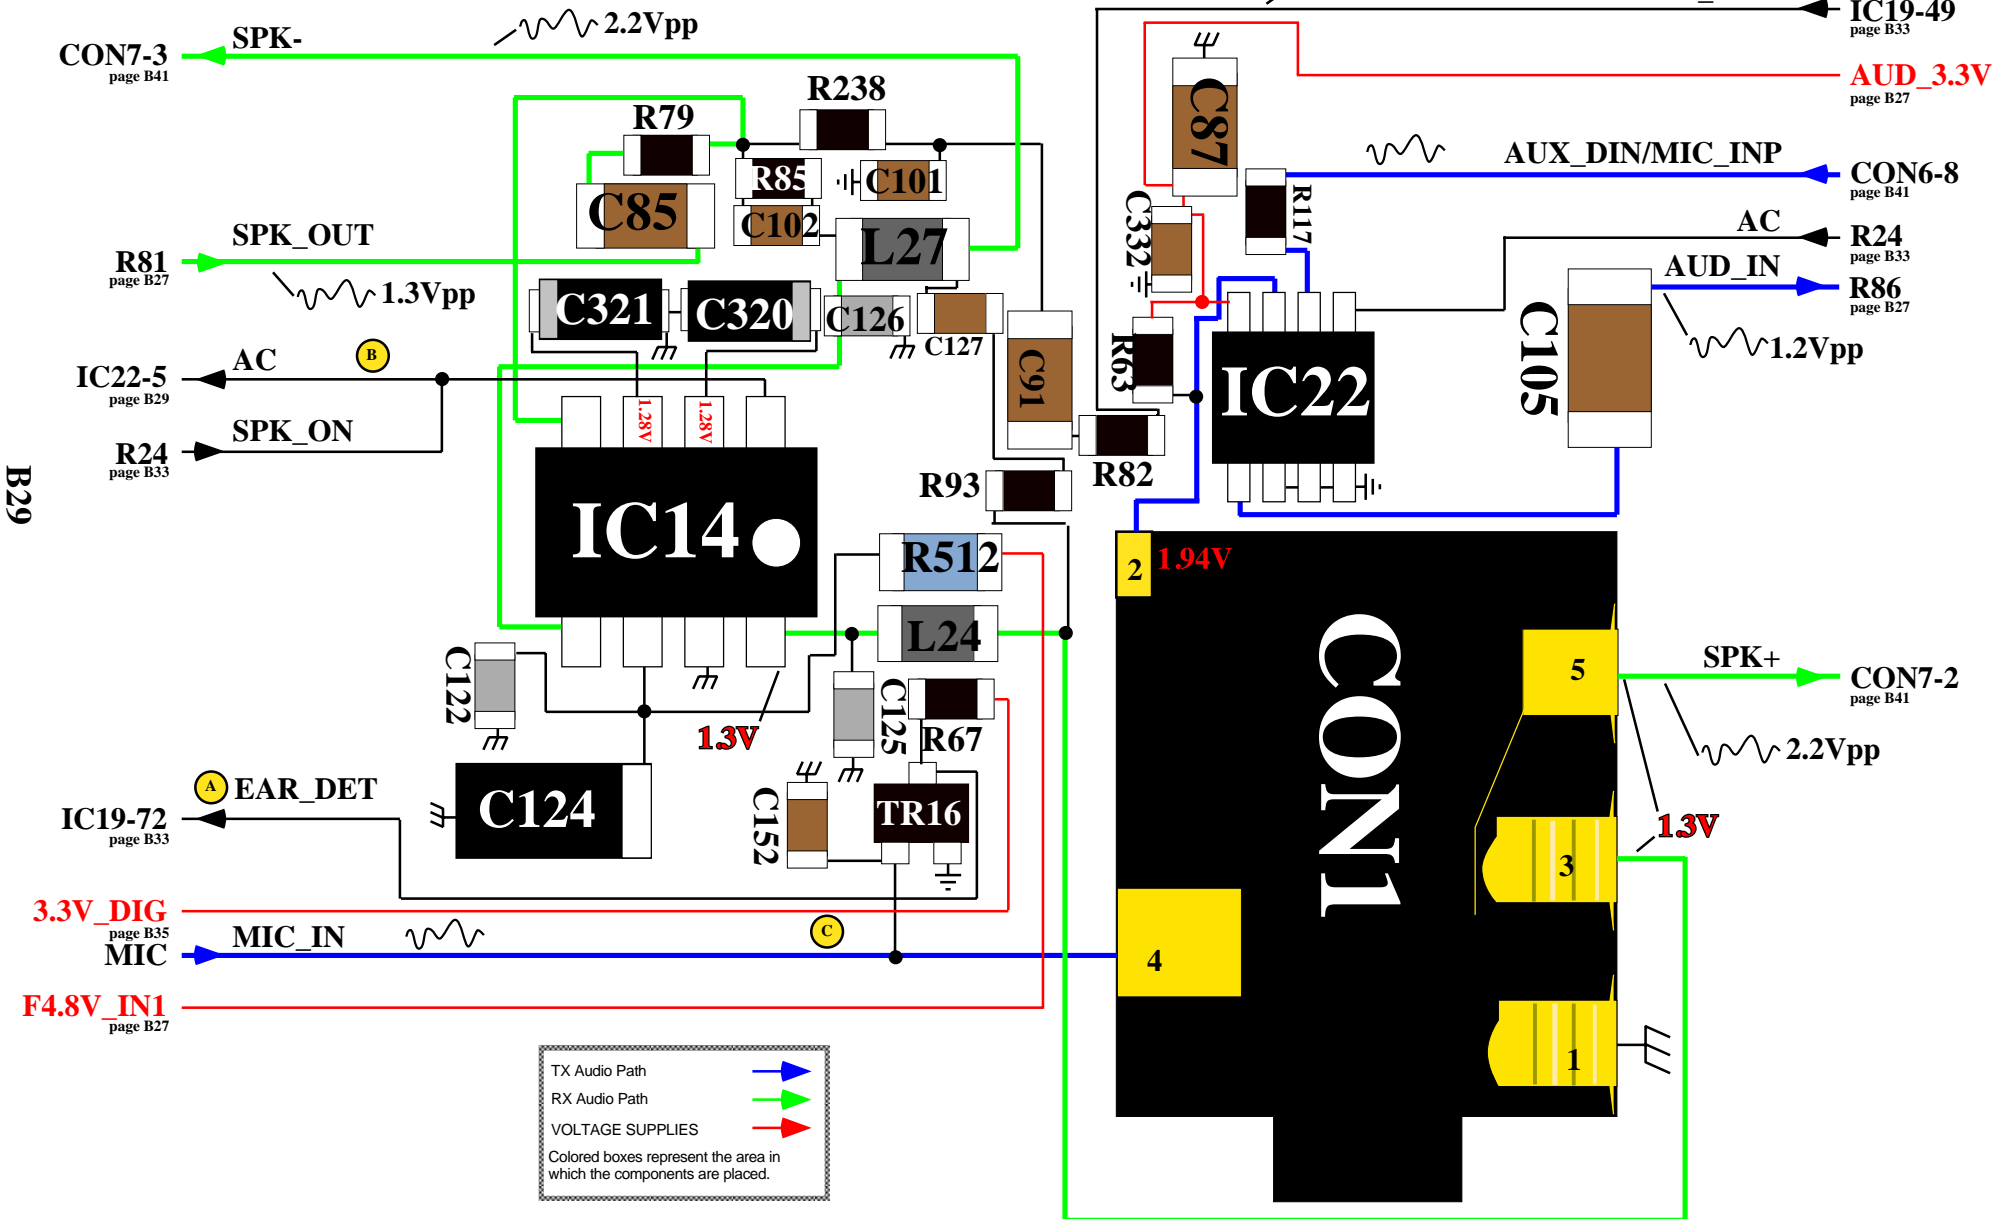 2.2Vpp
SPK-
CON7-3
page B41
IC19-49
page B33
AUD_3.3V
page B27
R238
R79
C87
R85
C101
C85
C102
L27
AUX_DIN/MIC_INP
CON6-8
page B41
R117
C332
AC
R24
page B33
SPK_OUT
R81
page B27
1.3Vpp
AUD_IN
R86
page B27
1.2Vpp
C321
C320
C126
C127
C91
R63
IC22
C105
AC
B
IC22-5
page B29
1.28V
1.28V
SPK_ON
R24
page B33
R82
R93
B29
IC14
R512
2
1.94V
L24
CON1
5
SPK+
CON7-2
page B41
C122
1.3V
C125
R67
2.2Vpp
A
EAR_DET
IC19-72
page B33
C124
C152
TR16
1.3V
3
3.3V_DIG
page B35
MIC
MIC_IN
C
4
F4.8V_IN1
page B27
1
TX Audio Path
RX Audio Path
VOLTAGE SUPPLIES
Colored boxes represent the area in
which the components are placed.